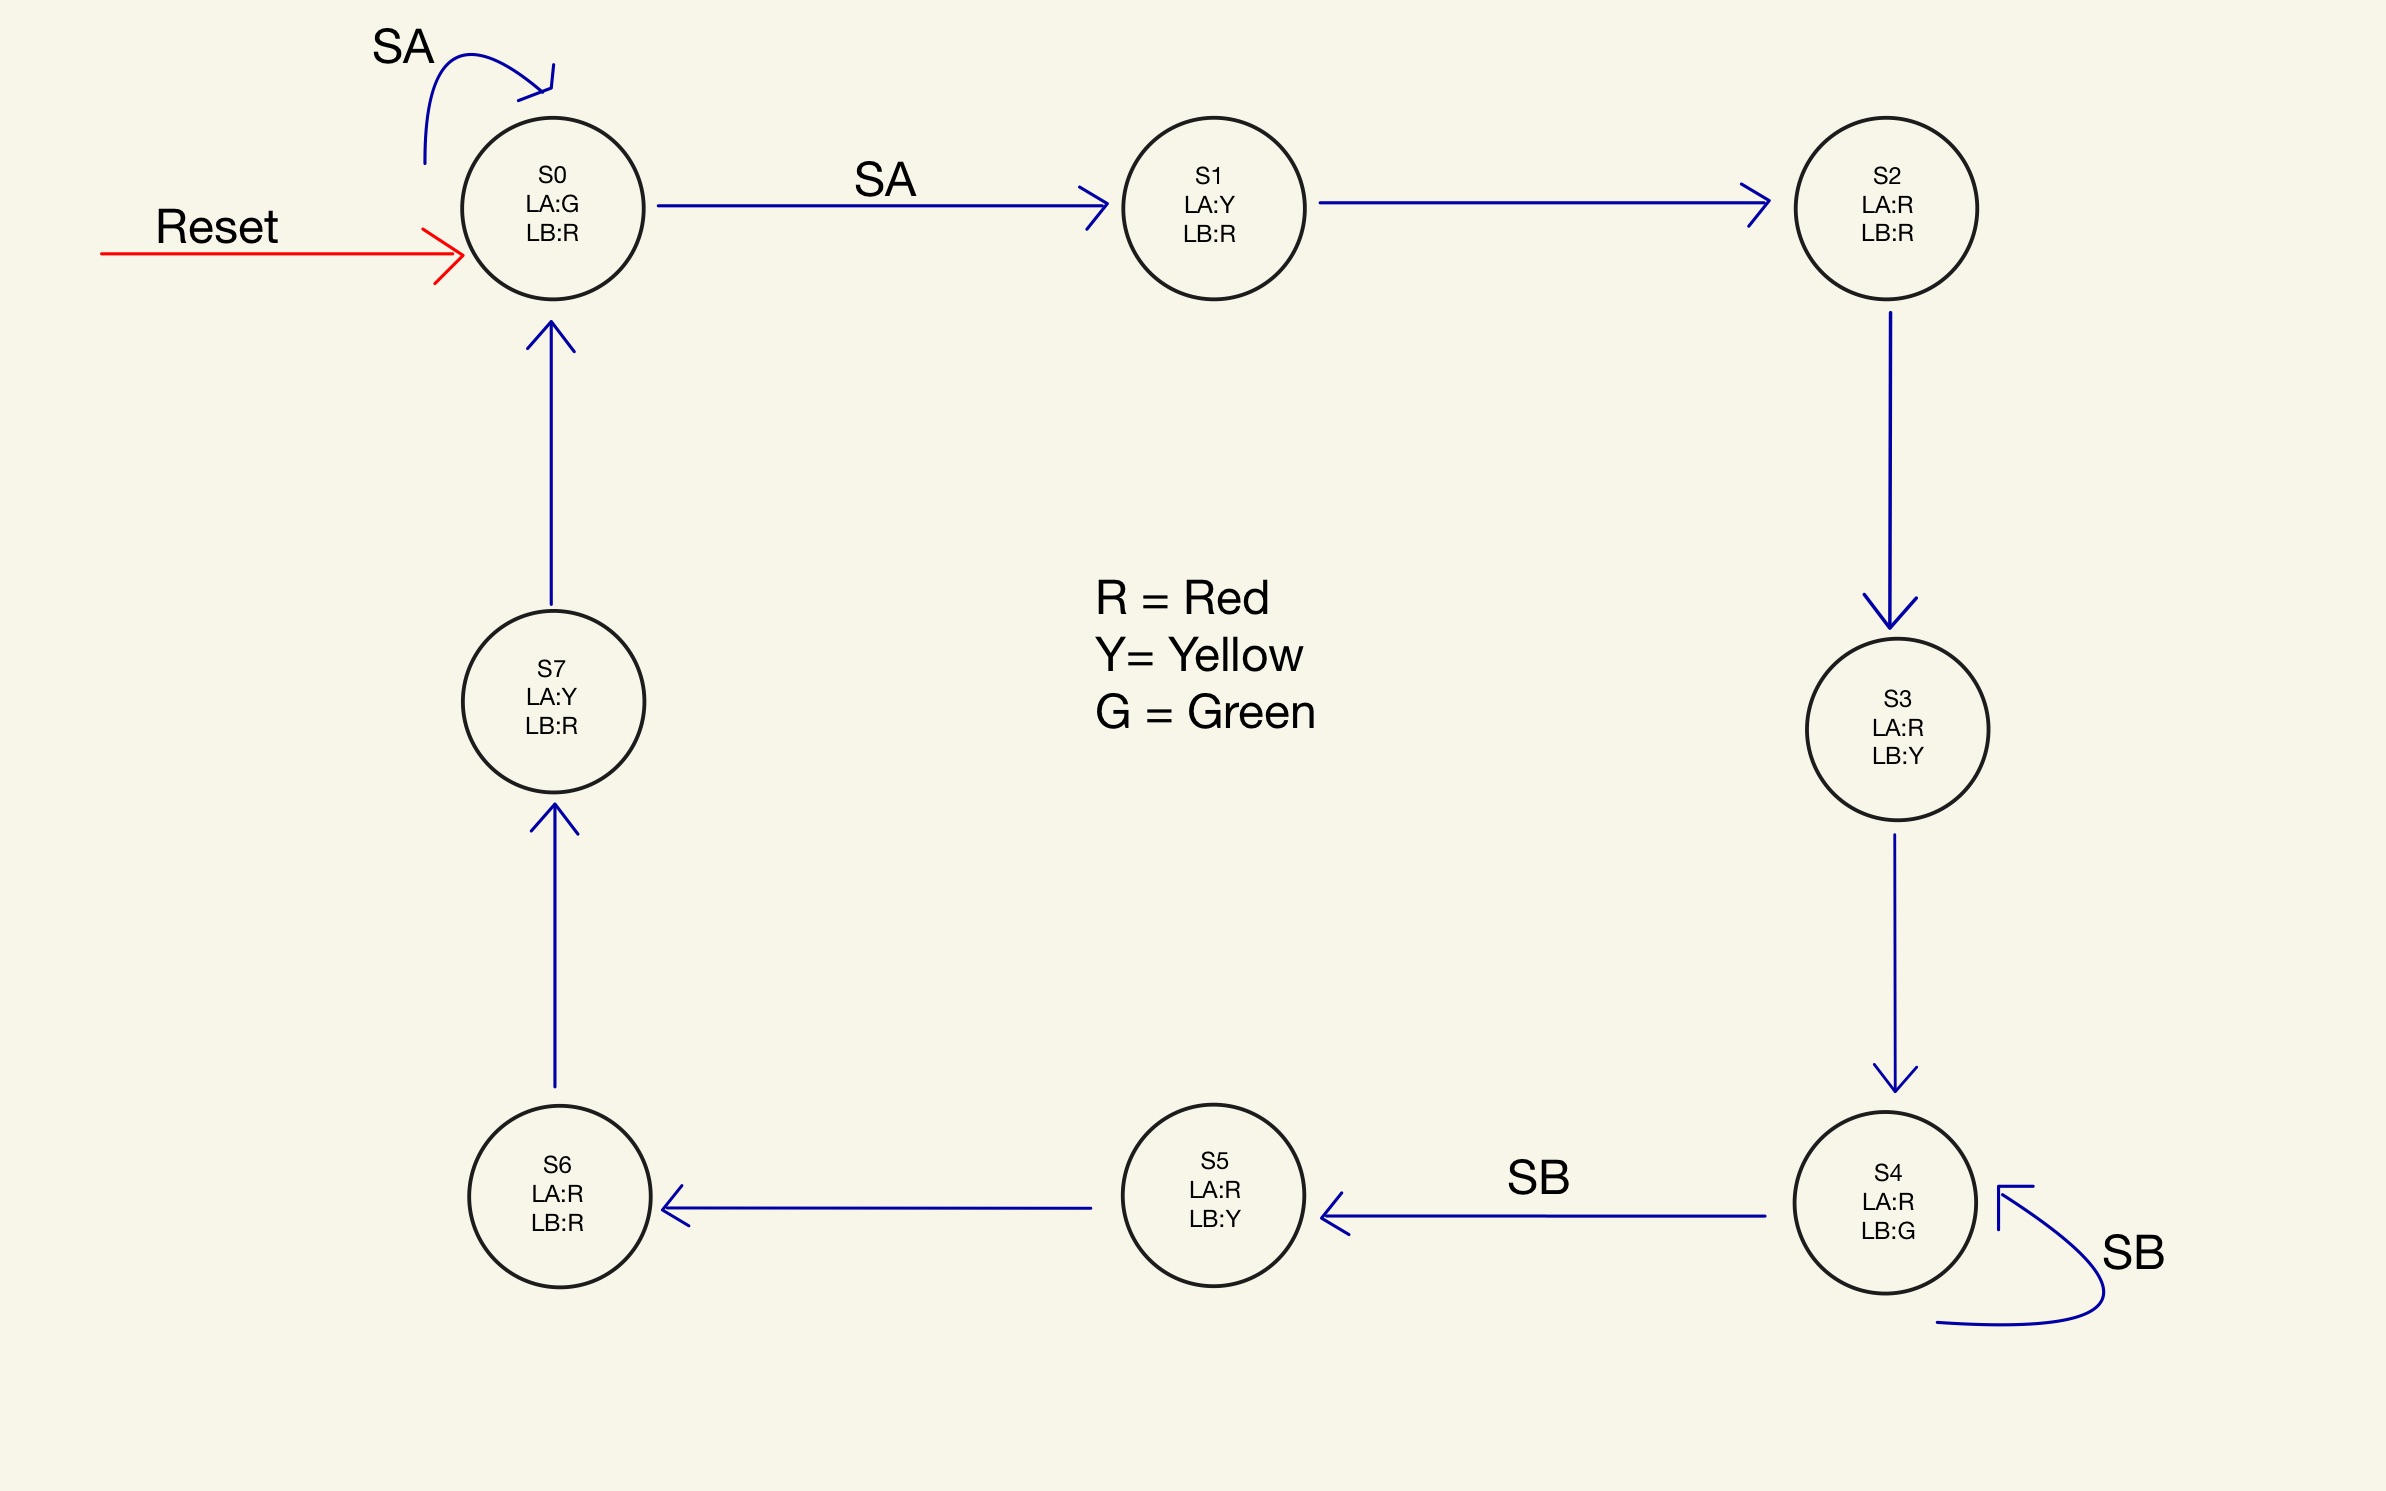 SA
Reset
S0
LA:G
LB:R
SA
S1
LA:Y
LB:R
S2
LA:R
LB:R
R = Red
Y= Yellow
G = Green
S7
LA:Y
LB:R
S3
LA:R
LB:Y
S6
LA:R
LB:R
S5
LA:R
LB:Y
SB
S4
LA:R
LB:G
SB